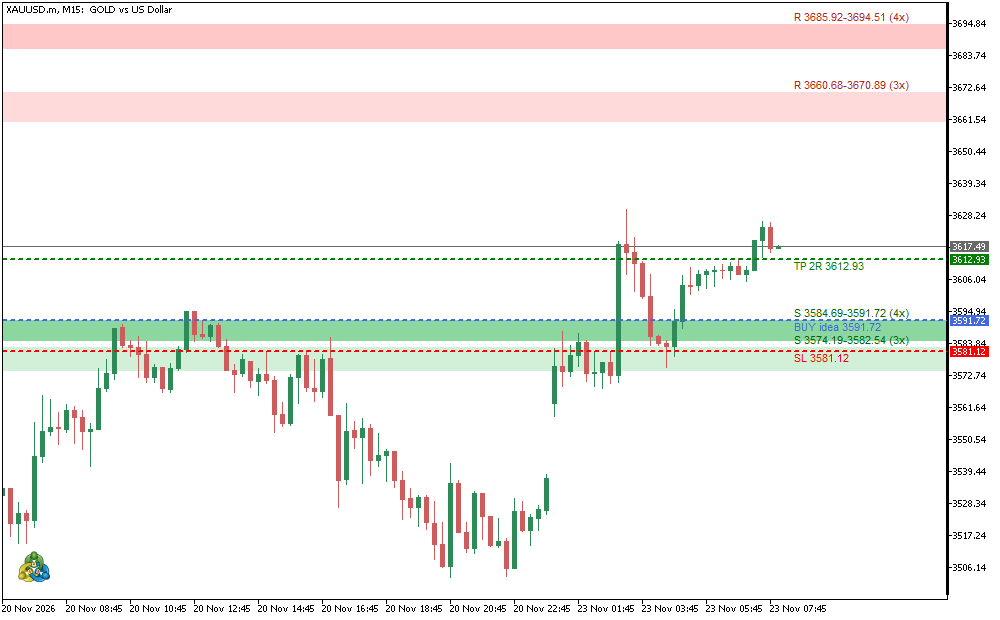 XAUUSD.m, M15: GOLD vs US Dollar
R 3685.92-3694.51 (4x)
3694.84
3683.74
R 3660.68-3670.89 (3x)
3672.64
3661.54
3650.44
3639.34
3628.24
3617.49
3612.93
TP 2R 3612.93
3606.04
3594.94
S 3584.69-3591.72 (4x)
3591.72
BUY idea 3591.72
S 3574.19-3582.54 (3x)
3583.84
3581.12
SL 3581.12
3572.74
3561.64
3550.54
3539.44
3528.34
3517.24
3506.14
20 Nov 2026 20 Nov 08:45 20 Nov 10:45 20 Nov 12:45 20 Nov 14:45 20 Nov 16:45 20 Nov 18:45 20 Nov 20:45 20 Nov 22:45 23 Nov 01:45 23 Nov 03:45 23 Nov 05:45 23 Nov 07:45